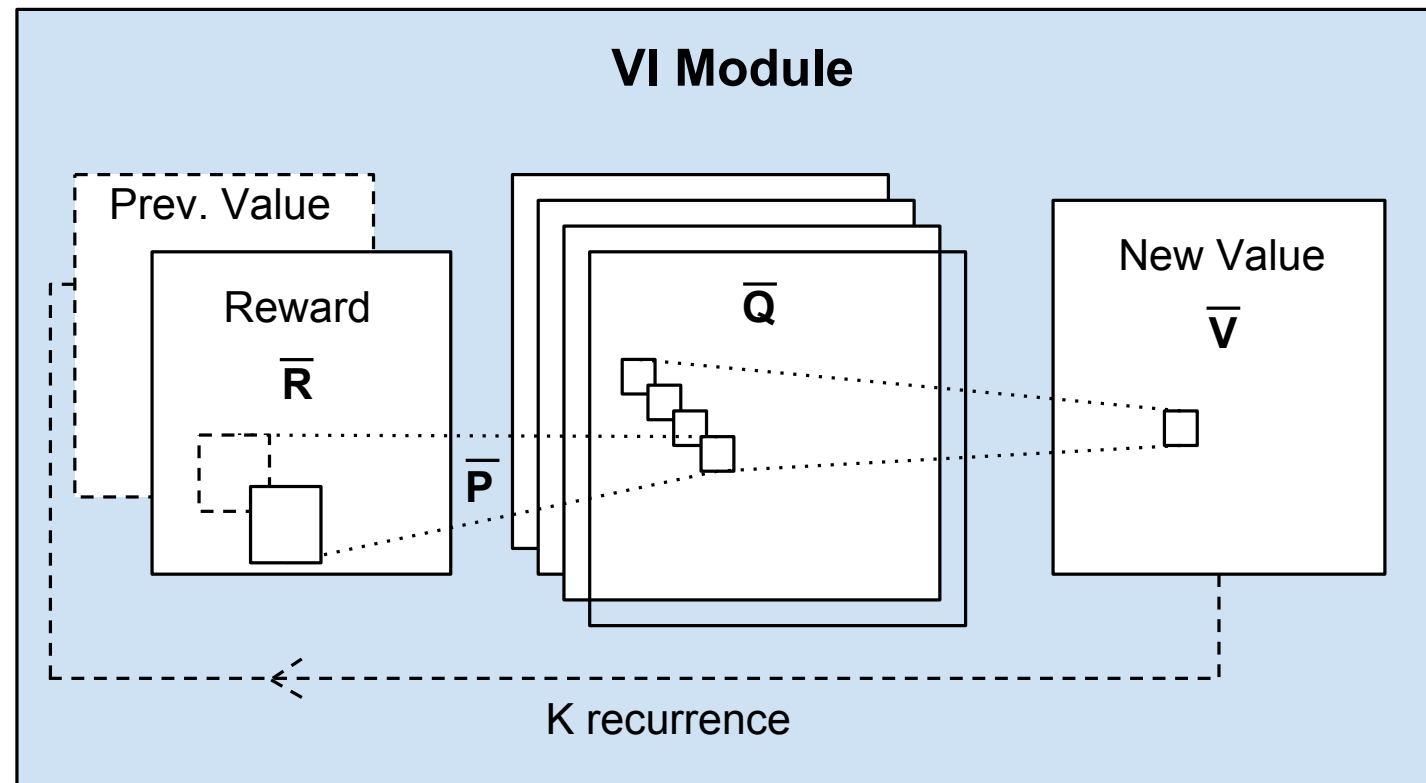 VI Module
Prev. Value
Reward
R̅
P̅
Q̅
New Value
V̅
K recurrence